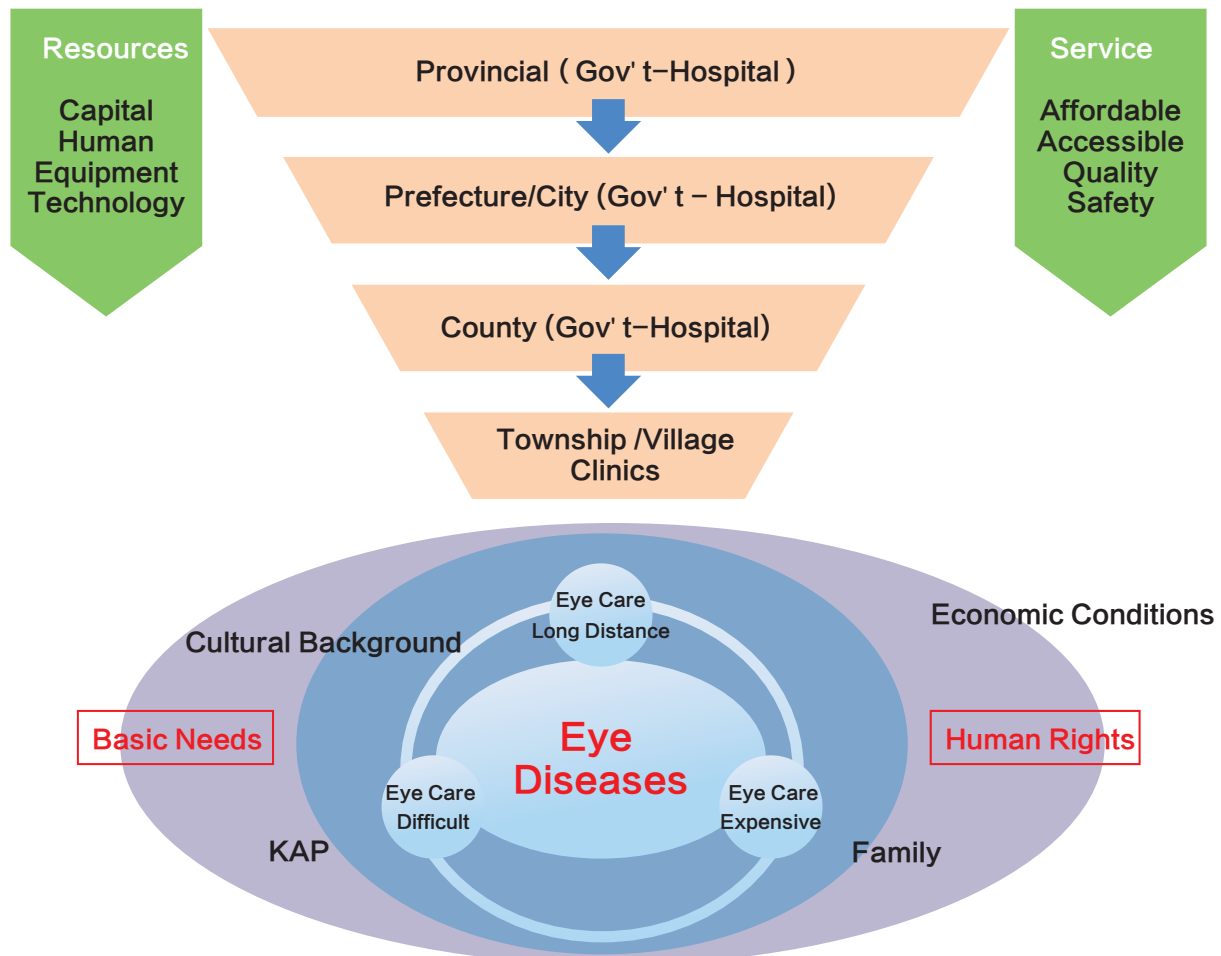 Resources
Capital
Human
Equipment
Technology
Provincial ( Gov' t-Hospital )
Prefecture/City (Gov' t - Hospital)
County (Gov' t-Hospital)
Township /Village
Clinics
Service
Affordable
Accessible
Quality
Safety
Eye Care
Long Distance
Economic Conditions
Cultural Background
Basic Needs
Eye
Diseases
Human Rights
Eye Care
Difficult
Eye Care
Expensive
KAP
Family